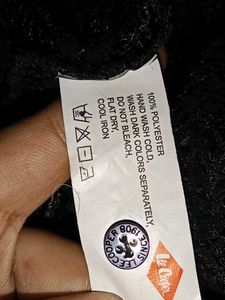 100% POLYESTER
HAND WASH COLD,
WASH DARK COLORS SEPARATELY,
DO NOT BLEACH,
FLAT DRY,
COOL IRON
Lee Cooper
LEE COOPER
SINCE 1908